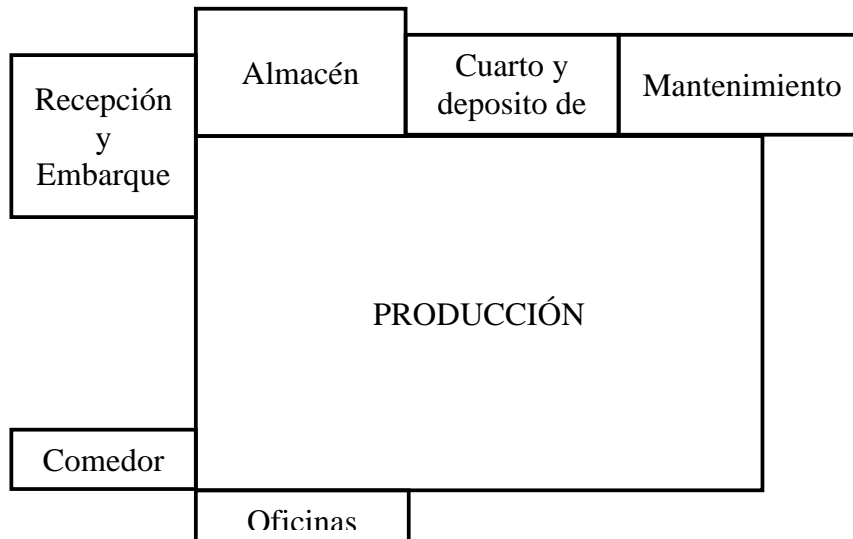 Almacén
Cuarto y
deposito de
Mantenimiento
Recepción
y
Embarque
PRODUCCIÓN
Comedor
Oficinas